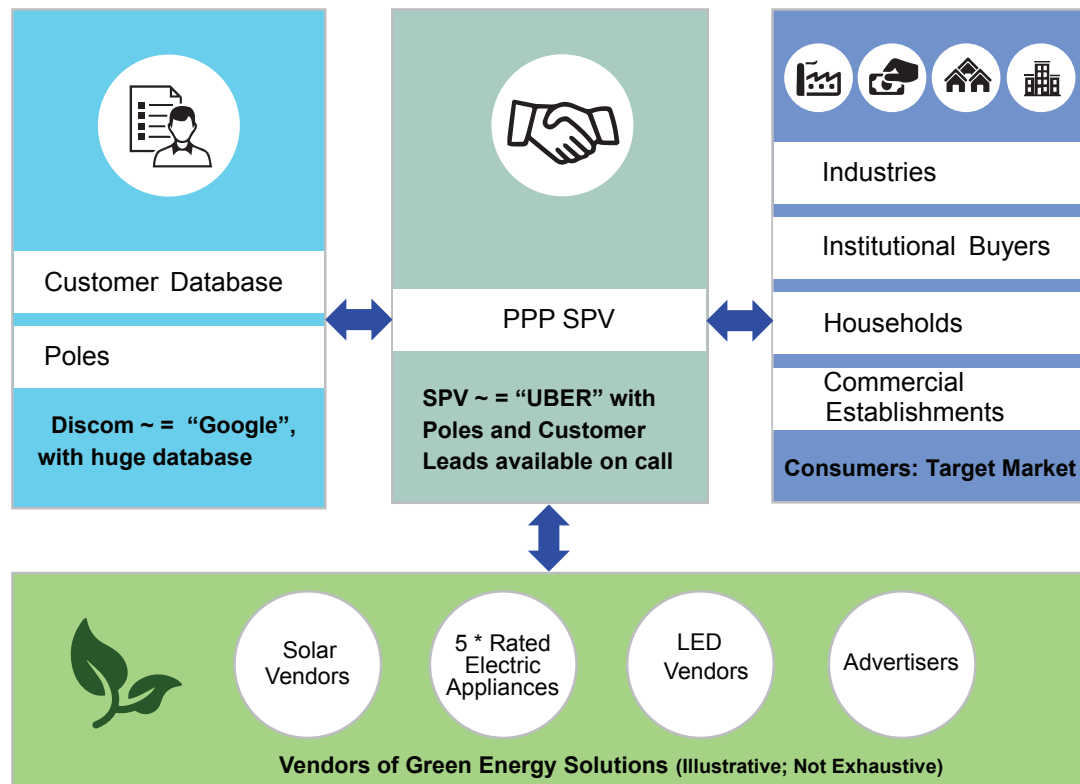 Customer Database
Poles
Discom ~ = “Google”,
with huge database
PPP SPV
SPV ~ = “UBER” with
Poles and Customer
Leads available on call
Industries
Institutional Buyers
Households
Commercial
Establishments
Consumers: Target Market
Solar
Vendors
5 * Rated
Electric
Appliances
LED
Vendors
Advertisers
Vendors of Green Energy Solutions (Illustrative; Not Exhaustive)